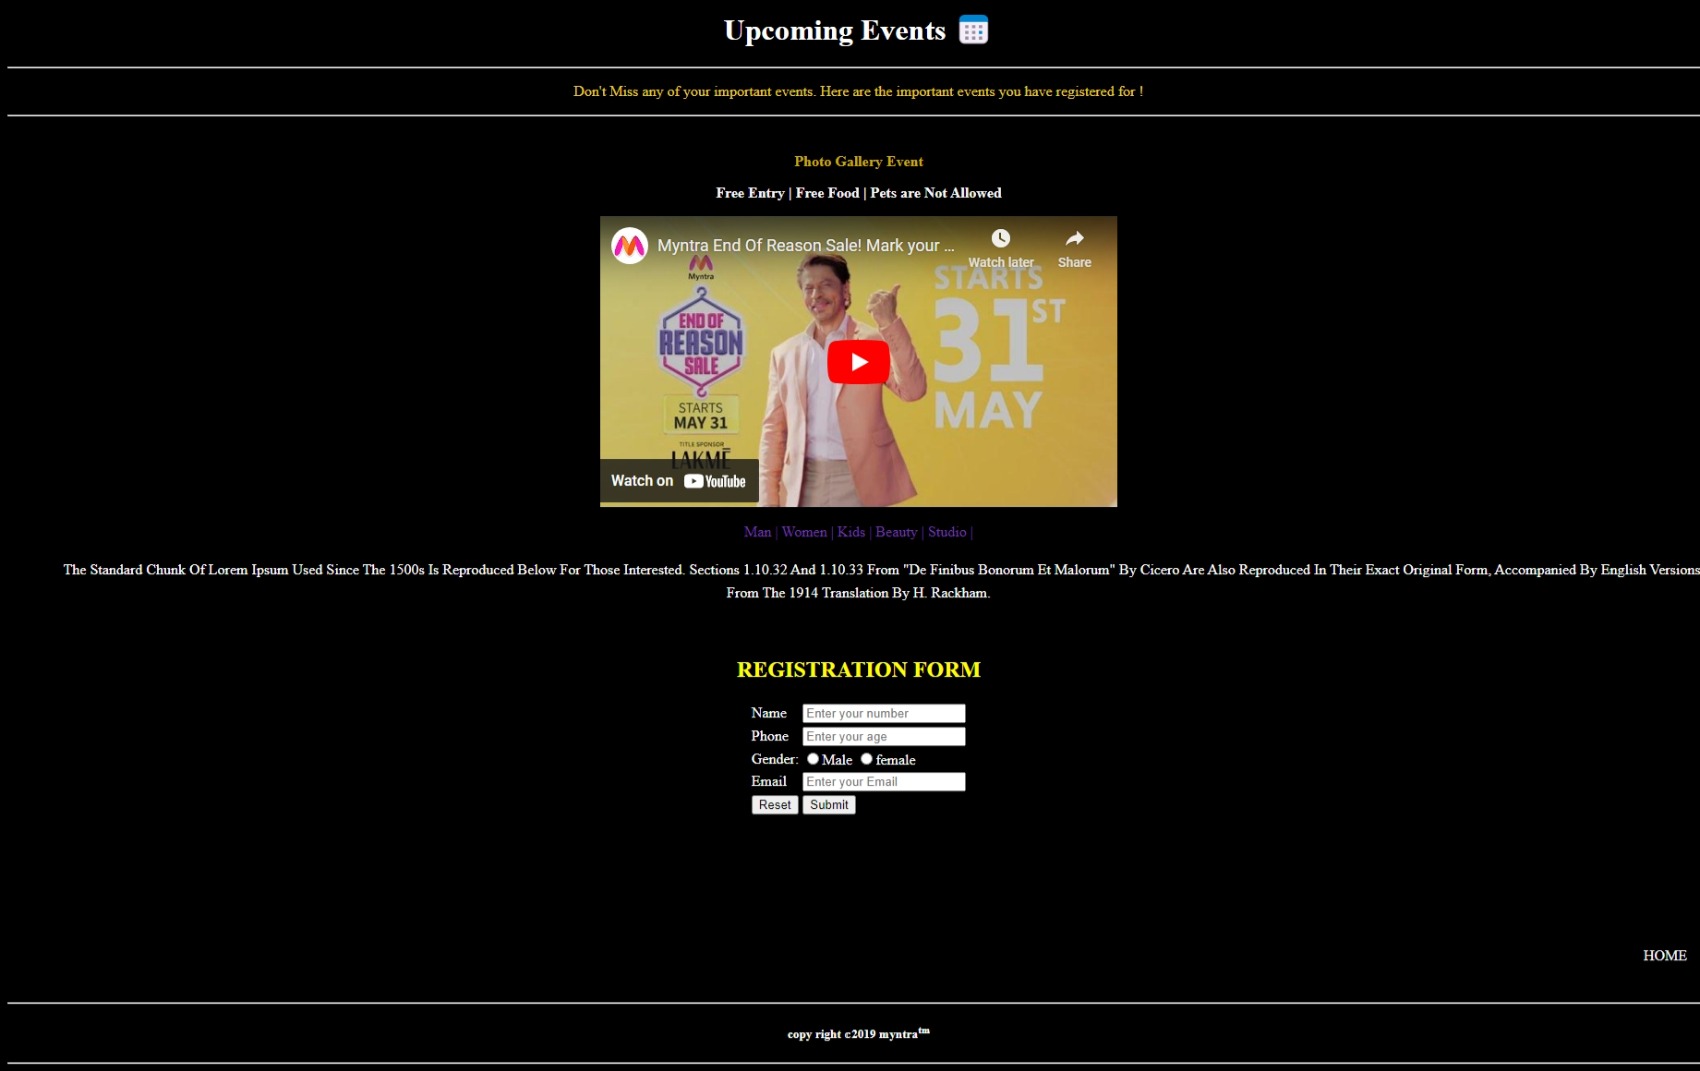 Upcoming Events
Don't Miss any of your important events. Here are the important events you have registered for !
Photo Gallery Event
Free Entry | Free Food | Pets are Not Allowed
Myntra End Of Reason Sale! Mark your ...
Watch later
Share
Myntra
END OF
REASON
SALE
STARTS
MAY 31
TITLE SPONSOR
LAKMĒ
STARTS
31ST
MAY
Watch on YouTube
Man | Women | Kids | Beauty | Studio |
The Standard Chunk Of Lorem Ipsum Used Since The 1500s Is Reproduced Below For Those Interested. Sections 1.10.32 And 1.10.33 From "De Finibus Bonorum Et Malorum" By Cicero Are Also Reproduced In Their Exact Original Form, Accompanied By English Versions
From The 1914 Translation By H. Rackham.
REGISTRATION FORM
Name Enter your number
Phone Enter your age
Gender: Male female
Email Enter your Email
Reset Submit
HOME
copy right c2019 myntratm